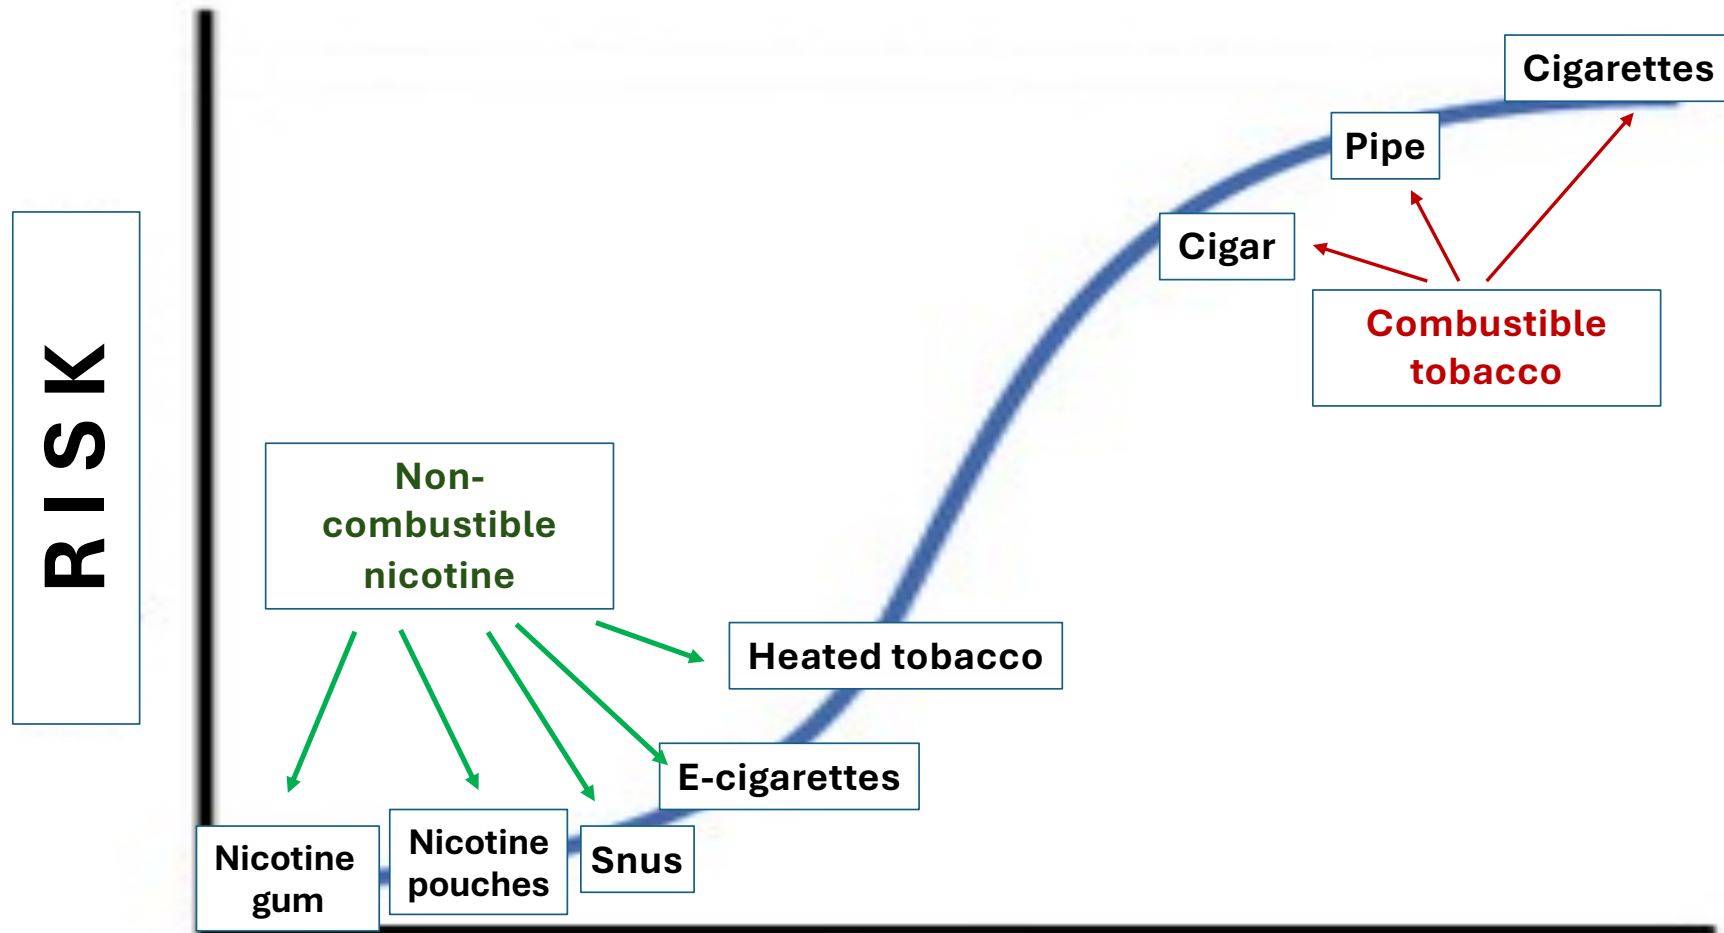 Cigarettes
Pipe
Cigar
Combustible
tobacco
RISK
Non-
combustible
nicotine
Heated tobacco
E-cigarettes
Nicotine
gum
Nicotine
pouches
Snus